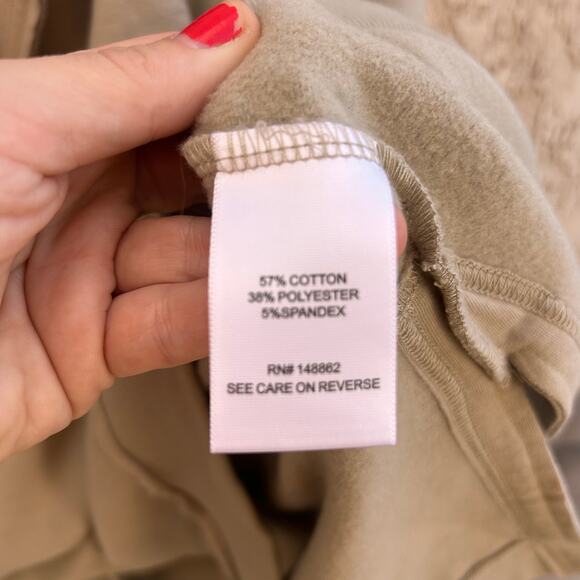 57% COTTON
38% POLYESTER
5%SPANDEX
RN# 148862
SEE CARE ON REVERSE